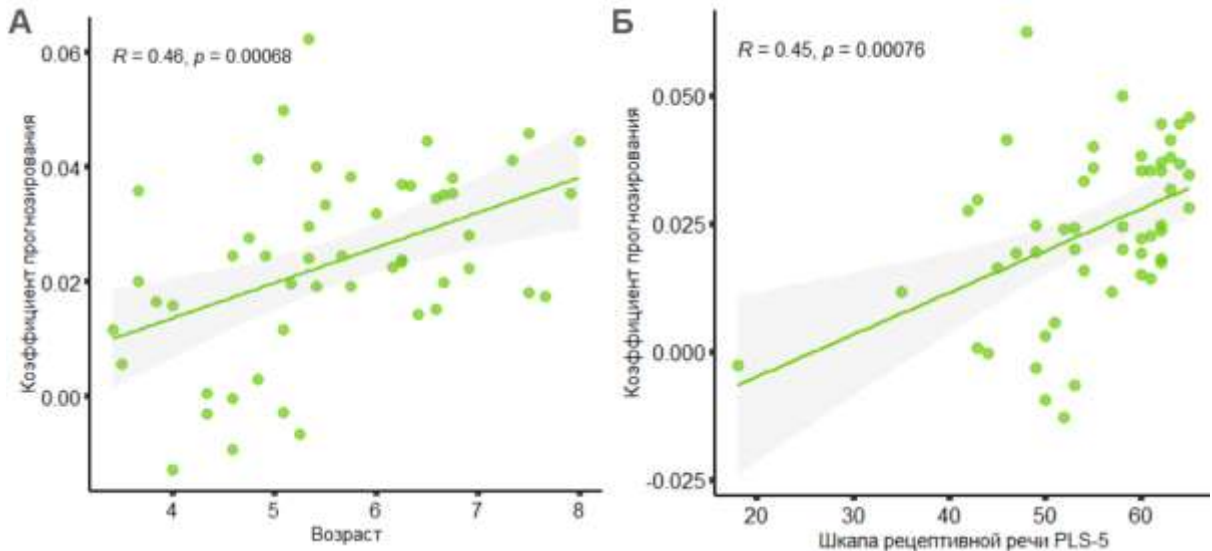 А
R = 0.46, p = 0.00068
Коэффициент прогнозирования
0.06
0.04
0.02
0.00
4 5 6 7 8
Возраст
Б
R = 0.45, p = 0.00076
Коэффициент прогнозирования
0.050
0.025
0.000
-0.025
20 30 40 50 60
Шкала рецептивной речи PLS-5